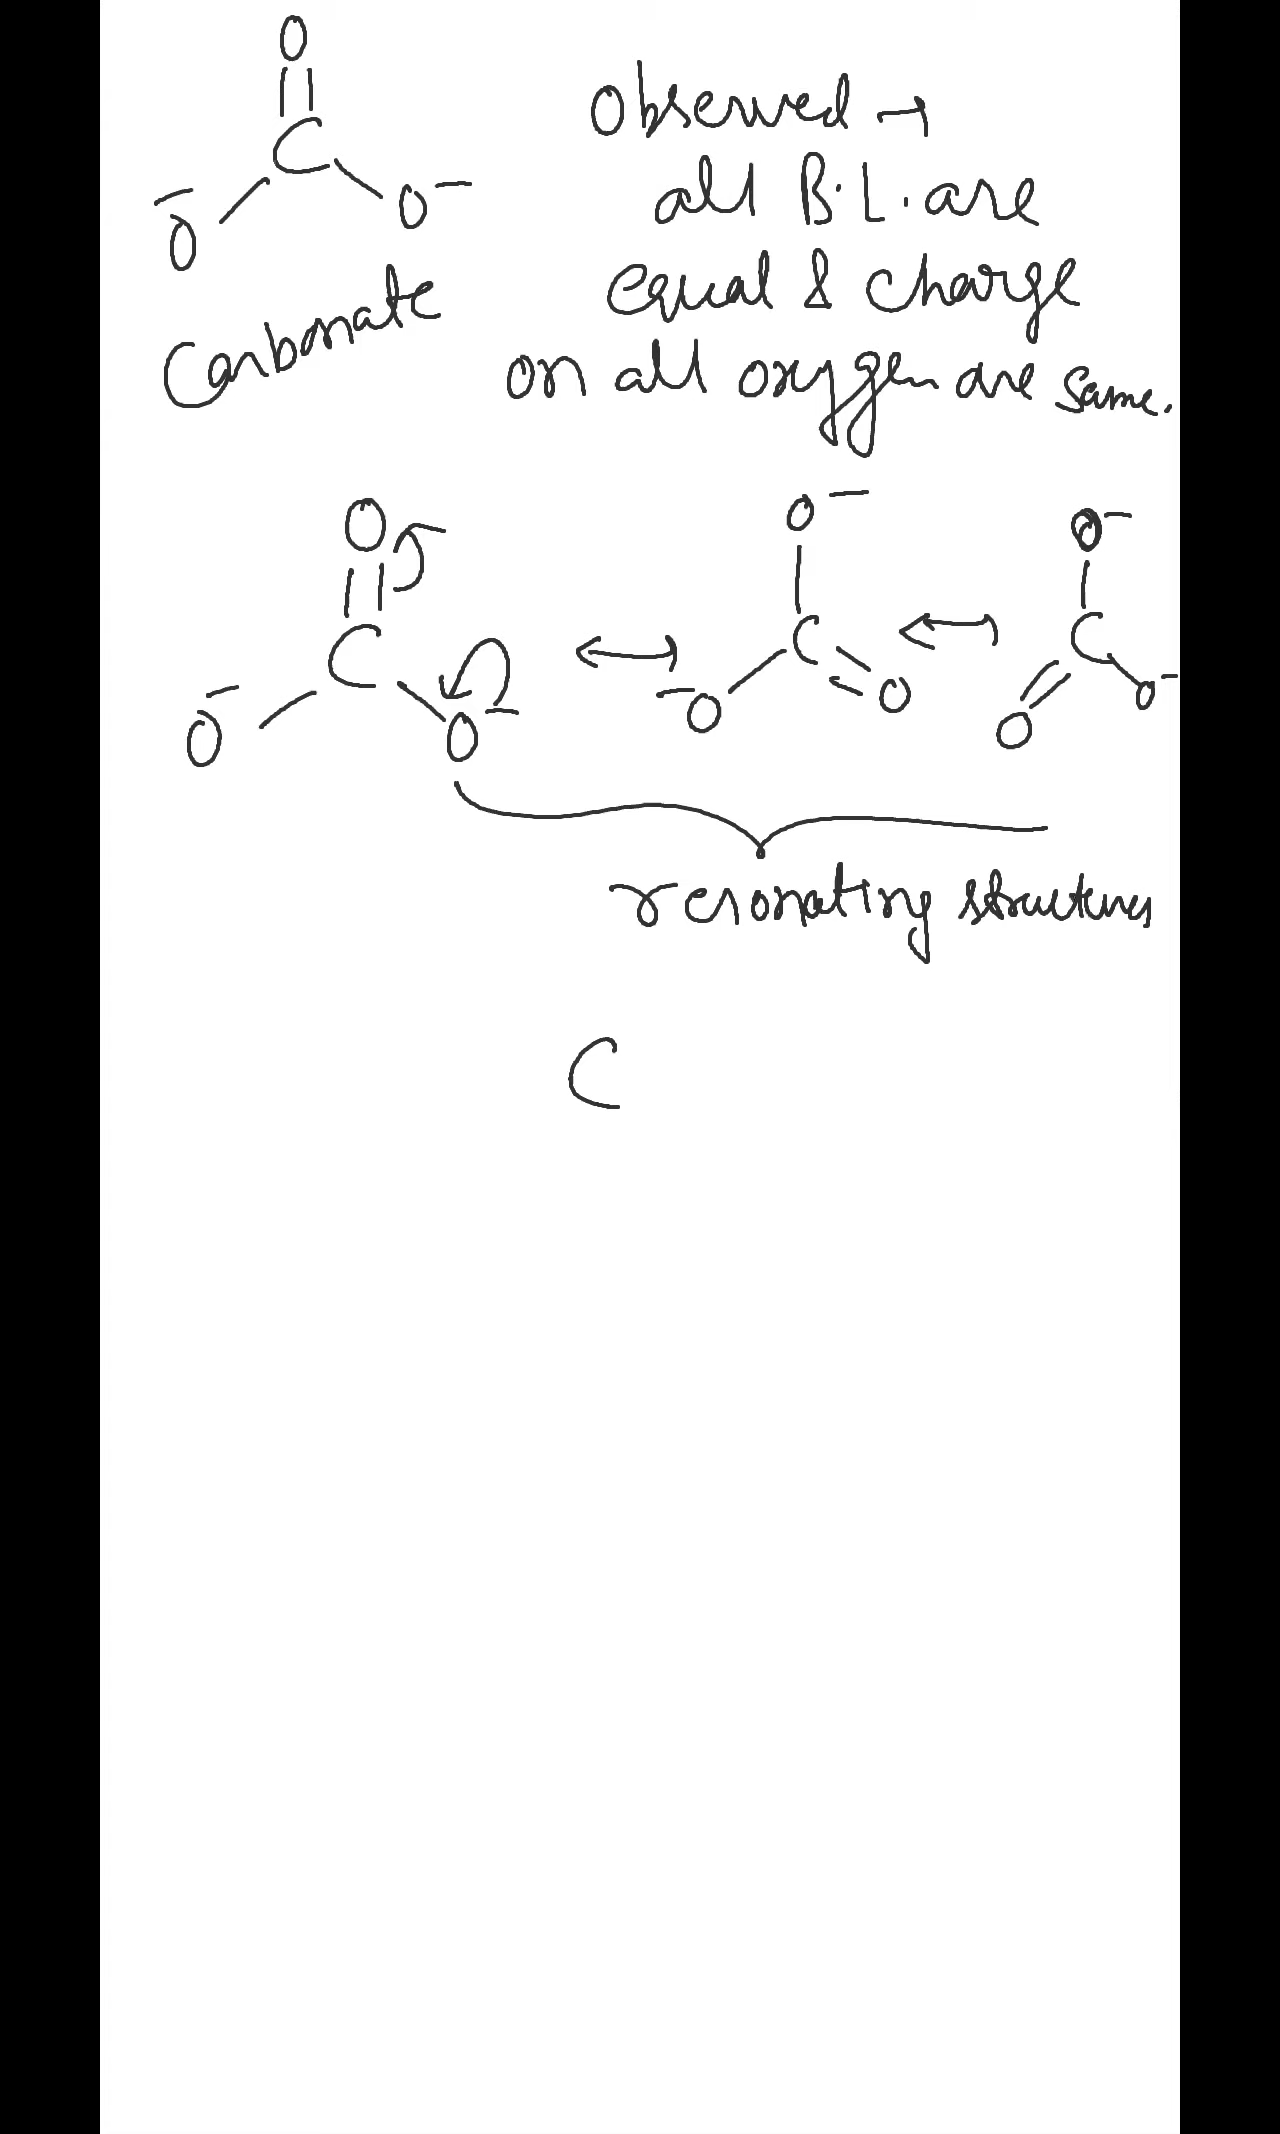 O
C
⁻O O⁻
Carbonate
Observed →
all B.L. are
equal & charge
on all oxygen are same.
O O⁻ O⁻
C ↔ C ↔ C
⁻O O⁻ ⁻O O O O⁻
resonating structures
C